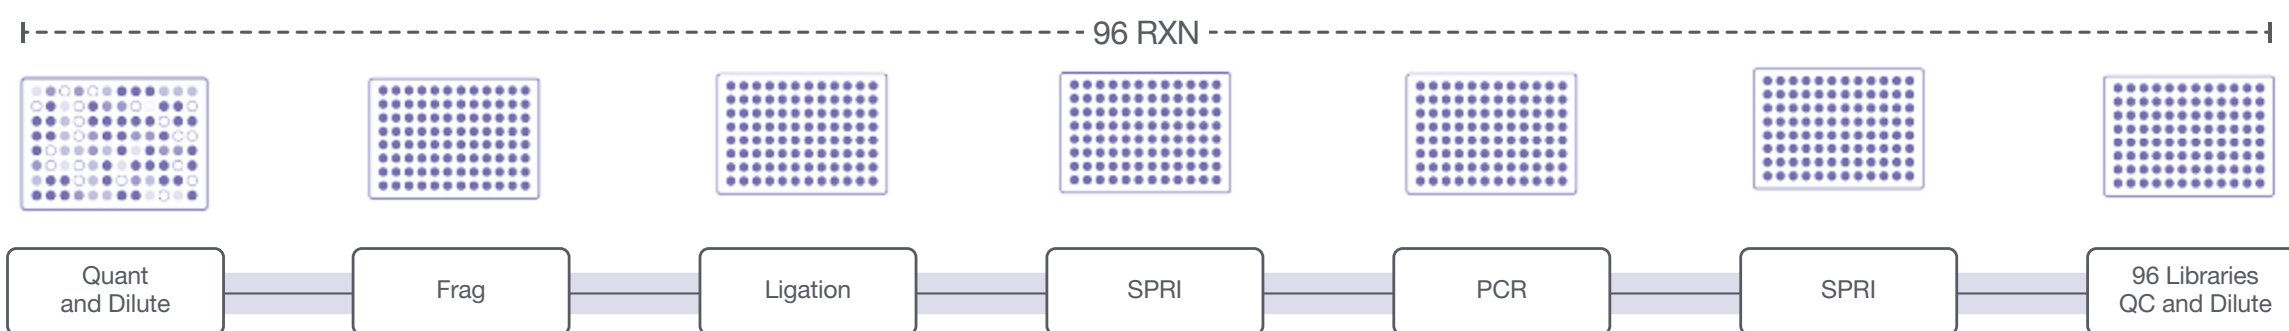 96 RXN
Quant
and Dilute
Frag
Ligation
SPRI
PCR
SPRI
96 Libraries
QC and Dilute